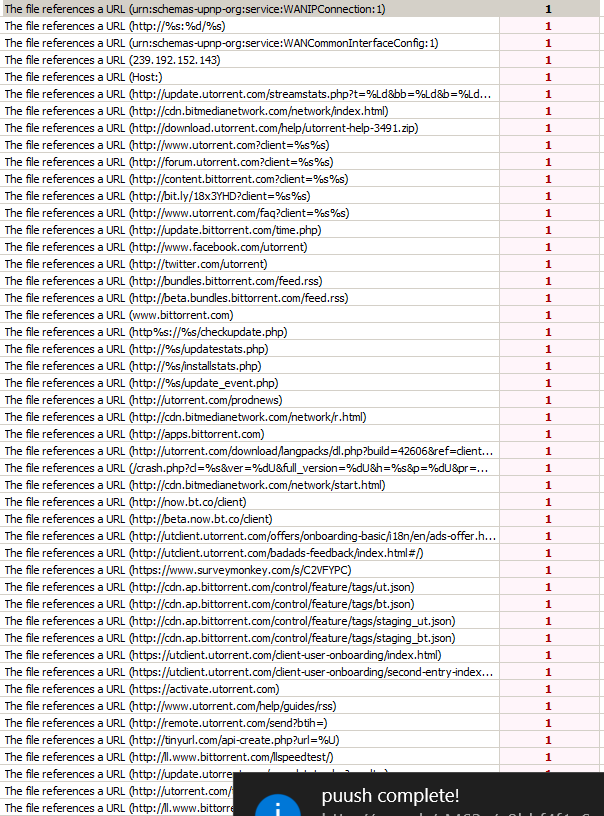 The file references a URL (urn:schemas-upnp-org:service:WANIPConnection:1) 1
The file references a URL (http://%s:%d/%s) 1
The file references a URL (urn:schemas-upnp-org:service:WANCommonInterfaceConfig:1) 1
The file references a URL (239.192.152.143) 1
The file references a URL (Host:) 1
The file references a URL (http://update.utorrent.com/streamstats.php?t=%Ld&bb=%Ld&b=%Ld... 1
The file references a URL (http://cdn.bitmedianetwork.com/network/index.html) 1
The file references a URL (http://download.utorrent.com/help/utorrent-help-3491.zip) 1
The file references a URL (http://www.utorrent.com?client=%s%s) 1
The file references a URL (http://forum.utorrent.com?client=%s%s) 1
The file references a URL (http://content.bittorrent.com?client=%s%s) 1
The file references a URL (http://bit.ly/18x3YHD?client=%s%s) 1
The file references a URL (http://www.utorrent.com/faq?client=%s%s) 1
The file references a URL (http://update.bittorrent.com/time.php) 1
The file references a URL (http://www.facebook.com/utorrent) 1
The file references a URL (http://twitter.com/utorrent) 1
The file references a URL (http://bundles.bittorrent.com/feed.rss) 1
The file references a URL (http://beta.bundles.bittorrent.com/feed.rss) 1
The file references a URL (www.bittorrent.com) 1
The file references a URL (http%s://%s/checkupdate.php) 1
The file references a URL (http://%s/updatestats.php) 1
The file references a URL (http://%s/installstats.php) 1
The file references a URL (http://%s/update_event.php) 1
The file references a URL (http://utorrent.com/prodnews) 1
The file references a URL (http://cdn.bitmedianetwork.com/network/r.html) 1
The file references a URL (http://apps.bittorrent.com) 1
The file references a URL (http://utorrent.com/download/langpacks/dl.php?build=42606&ref=client... 1
The file references a URL (/crash.php?cl=%s&ver=%dU&full_version=%dU&h=%s&p=%dU&pr=... 1
The file references a URL (http://cdn.bitmedianetwork.com/network/start.html) 1
The file references a URL (http://now.bt.co/client) 1
The file references a URL (http://beta.now.bt.co/client) 1
The file references a URL (http://utclient.utorrent.com/offers/onboarding-basic/i18n/en/ads-offer.h... 1
The file references a URL (http://utclient.utorrent.com/badads-feedback/index.html#/) 1
The file references a URL (https://www.surveymonkey.com/s/C2VFYPC) 1
The file references a URL (http://cdn.ap.bittorrent.com/control/feature/tags/ut.json) 1
The file references a URL (http://cdn.ap.bittorrent.com/control/feature/tags/bt.json) 1
The file references a URL (http://cdn.ap.bittorrent.com/control/feature/tags/staging_ut.json) 1
The file references a URL (http://cdn.ap.bittorrent.com/control/feature/tags/staging_bt.json) 1
The file references a URL (https://utclient.utorrent.com/client-user-onboarding/index.html) 1
The file references a URL (https://utclient.utorrent.com/client-user-onboarding/second-entry-index... 1
The file references a URL (https://activate.utorrent.com) 1
The file references a URL (http://www.utorrent.com/help/guides/rss) 1
The file references a URL (http://remote.utorrent.com/send?btih=) 1
The file references a URL (http://tinyurl.com/api-create.php?url=%U) 1
The file references a URL (http://ll.www.bittorrent.com/llspeedtest/) 1
The file references a URL (http://update.utorre
The file references a URL (http://utorrent.com/
The file references a URL (http://ll.www.bittorre
puush complete!